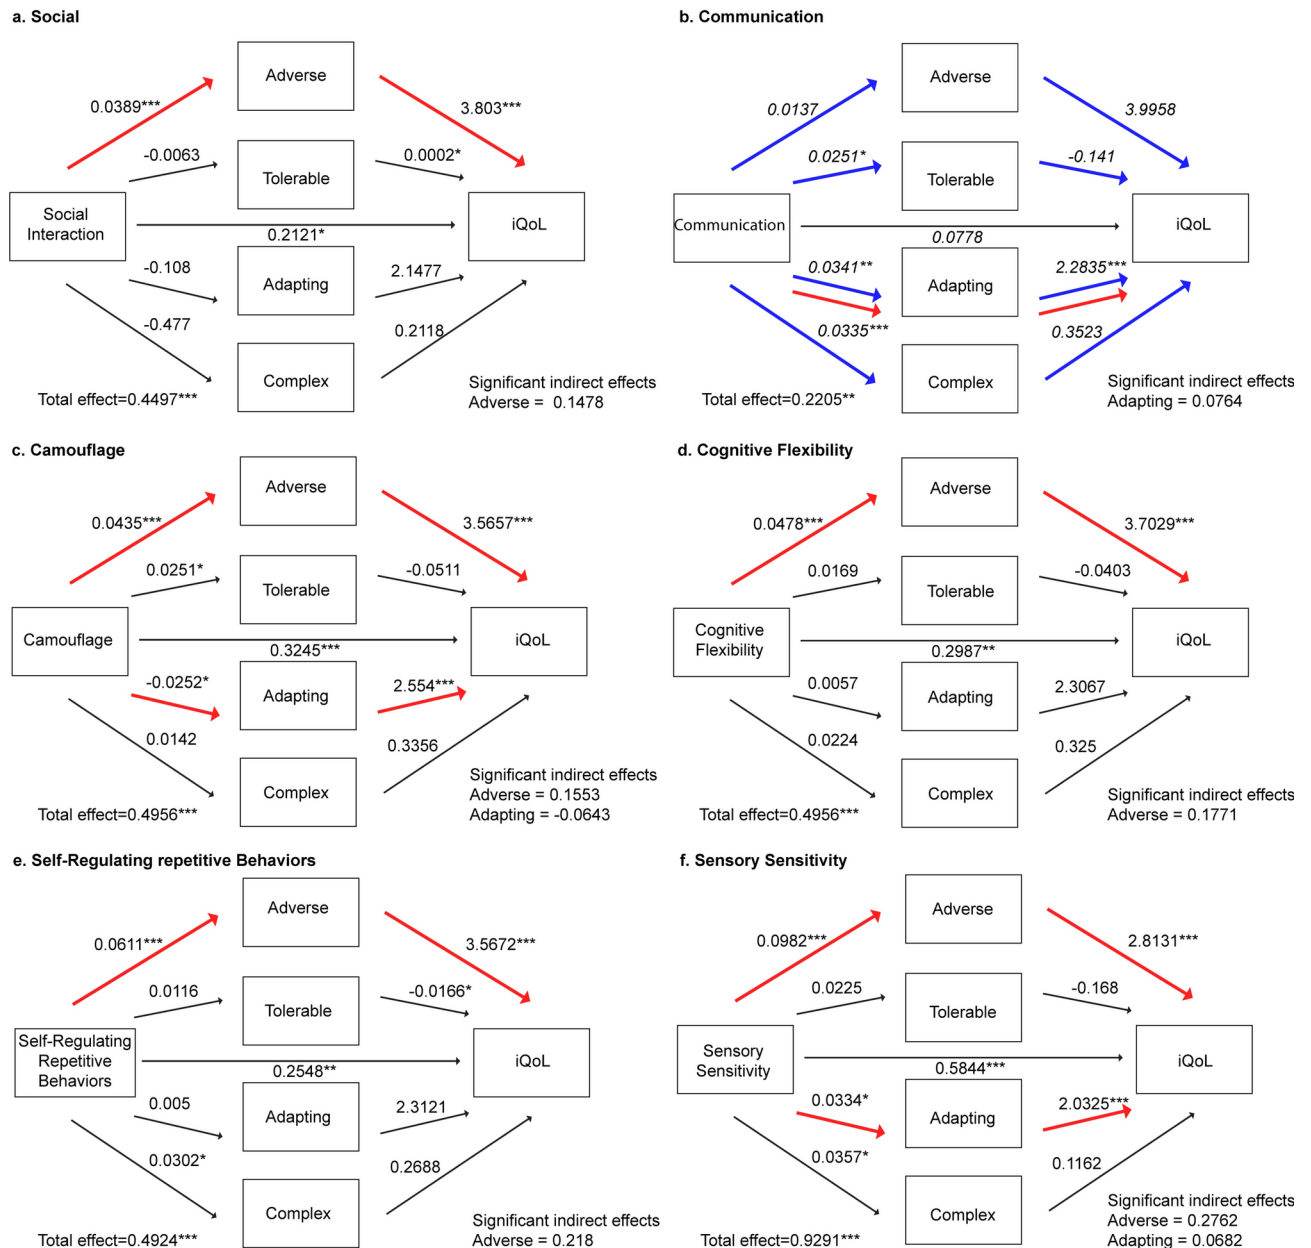 a. Social
Adverse
0.0389***
3.803***
-0.0063
0.0002*
Tolerable
Social
Interaction
iQoL
0.2121*
-0.108
2.1477
Adapting
-0.477
0.2118
Complex
Total effect=0.4497***
Significant indirect effects
Adverse = 0.1478
b. Communication
Adverse
0.0137
3.9958
0.0251*
-0.141
Tolerable
Communication
iQoL
0.0778
0.0341**
2.2835***
Adapting
0.0335***
0.3523
Complex
Total effect=0.2205**
Significant indirect effects
Adapting = 0.0764
c. Camouflage
Adverse
0.0435***
3.5657***
0.0251*
-0.0511
Tolerable
Camouflage
iQoL
0.3245***
-0.0252*
2.554***
Adapting
0.0142
0.3356
Complex
Total effect=0.4956***
Significant indirect effects
Adverse = 0.1553
Adapting = -0.0643
d. Cognitive Flexibility
Adverse
0.0478***
3.7029***
0.0169
-0.0403
Tolerable
Cognitive
Flexibility
iQoL
0.2987**
0.0057
2.3067
Adapting
0.0224
0.325
Complex
Total effect=0.4956***
Significant indirect effects
Adverse = 0.1771
e. Self-Regulating repetitive Behaviors
Adverse
0.0611***
3.5672***
0.0116
-0.0166*
Tolerable
Self-Regulating
Repetitive
Behaviors
iQoL
0.2548**
0.005
2.3121
Adapting
0.0302*
0.2688
Complex
Total effect=0.4924***
Significant indirect effects
Adverse = 0.218
f. Sensory Sensitivity
Adverse
0.0982***
2.8131***
0.0225
-0.168
Tolerable
Sensory
Sensitivity
iQoL
0.5844***
0.0334*
2.0325***
Adapting
0.0357*
0.1162
Complex
Total effect=0.9291***
Significant indirect effects
Adverse = 0.2762
Adapting = 0.0682